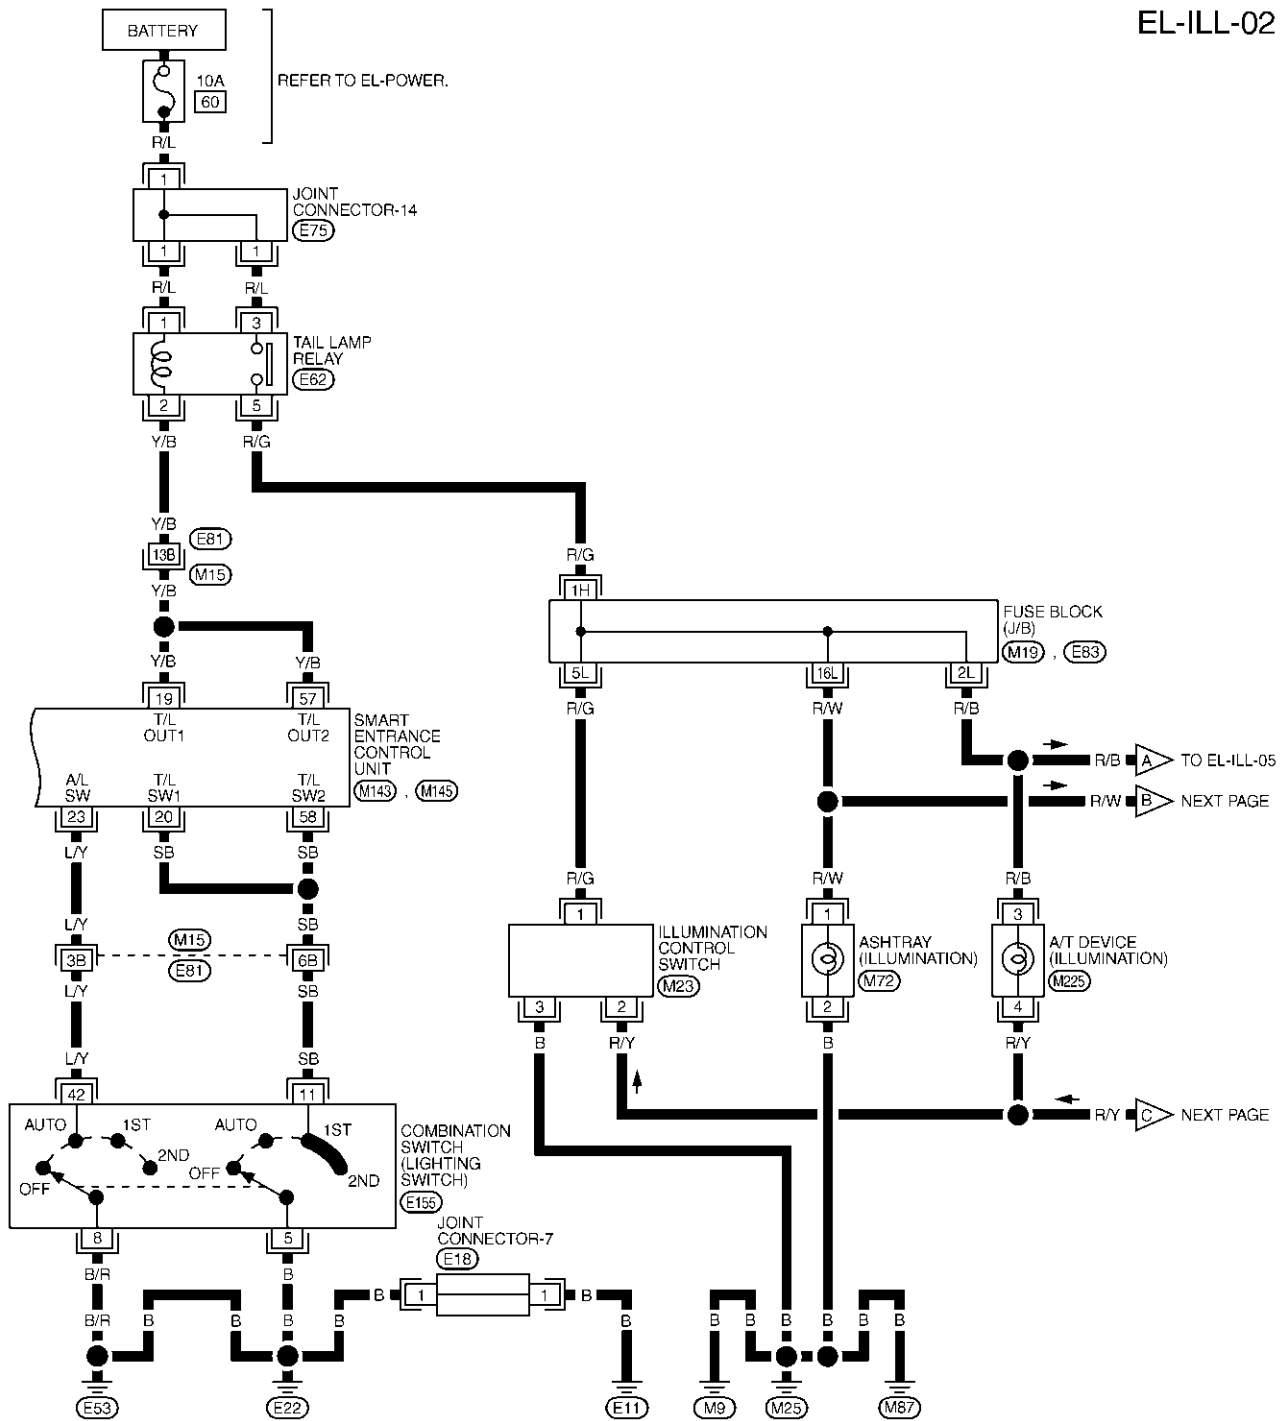 EL-ILL-02
BATTERY
10A
60
REFER TO EL-POWER.
R/L
1
JOINT
CONNECTOR-14
E75
1 1
R/L R/L
1 3
TAIL LAMP
RELAY
E62
2 5
Y/B R/G
Y/B
E81
13B
M15
Y/B
R/G
1H
FUSE BLOCK
(J/B)
M19 , E83
5L 16L 2L
R/G R/W R/B
Y/B Y/B
19 57
T/L
OUT1
T/L
OUT2
SMART
ENTRANCE
CONTROL
UNIT
M143 , M145
A/L
SW
T/L
SW1
T/L
SW2
23 20 58
L/Y SB SB
R/B A TO EL-ILL-05
R/W B NEXT PAGE
L/Y SB
M15
3B 6B
E81
L/Y SB
L/Y SB
R/G R/W R/B
1 1 3
ILLUMINATION
CONTROL
SWITCH
M23
ASHTRAY
(ILLUMINATION)
M72
A/T DEVICE
(ILLUMINATION)
M225
3 2 2 4
B R/Y B R/Y
R/Y C NEXT PAGE
42 11
AUTO 1ST AUTO 1ST
2ND 2ND
OFF OFF
COMBINATION
SWITCH
(LIGHTING
SWITCH)
E155
8 5
JOINT
CONNECTOR-7
E18
B/R B
B 1 1 B
B/R B B B B B B B B B B
E53 E22 E11 M9 M25 M87